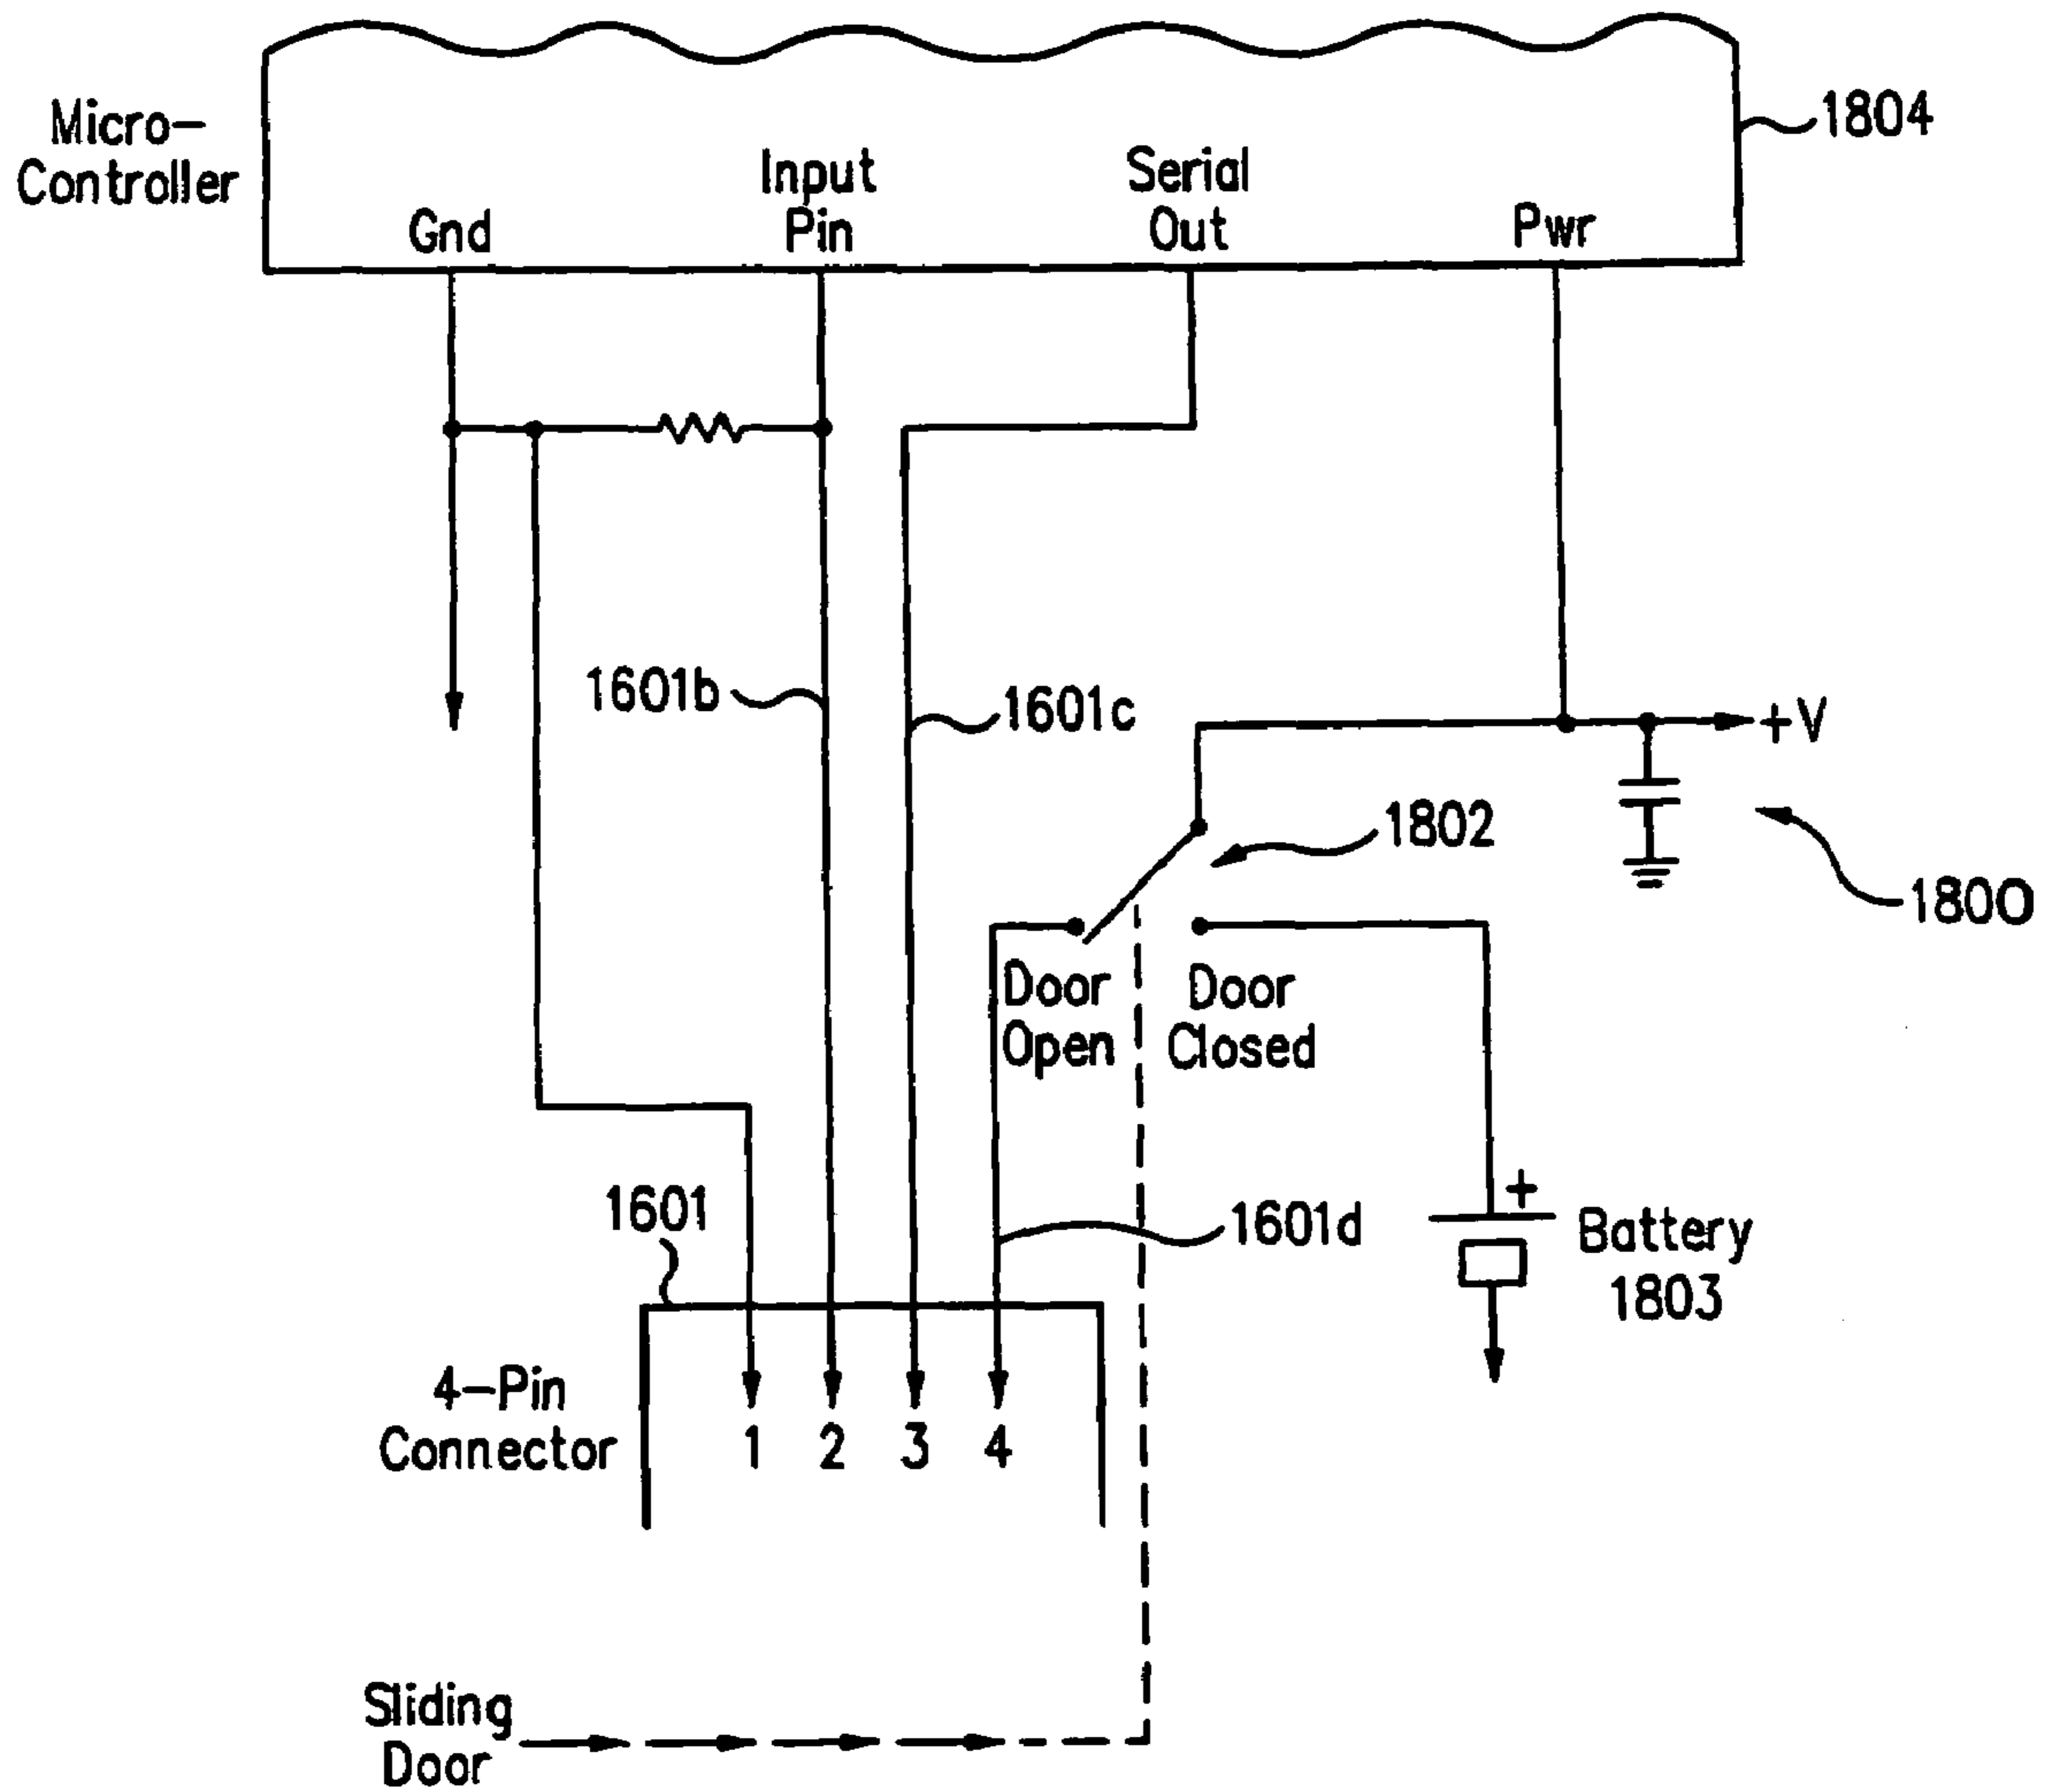 Micro-
Controller
1804
Gnd
Input
Pin
Serial
Out
Pwr
1601b
1601c
+V
1802
1800
Door
Open
Door
Closed
1601
1601d
+
Battery
1803
4-Pin
Connector
1 2 3 4
Sliding
Door